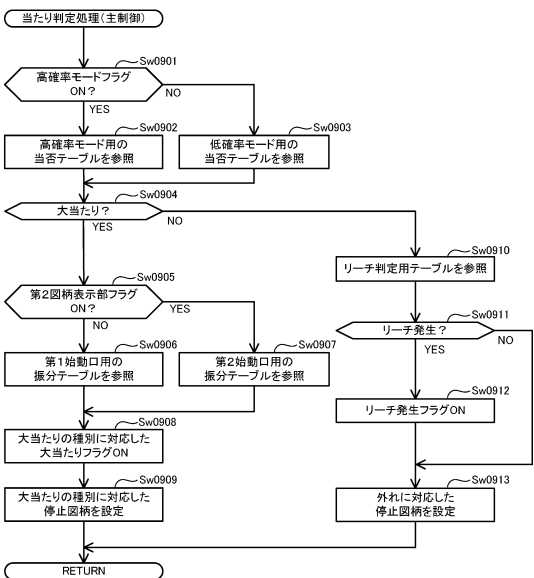 当たり判定処理(主制御)
Sw0901
高確率モードフラグ
ON？
NO
YES
Sw0902
高確率モード用の
当否テーブルを参照
Sw0903
低確率モード用の
当否テーブルを参照
Sw0904
大当たり？
NO
YES
Sw0910
リーチ判定用テーブルを参照
Sw0905
第2図柄表示部フラグ
ON？
YES
NO
Sw0911
リーチ発生？
NO
YES
Sw0906
第1始動口用の
振分テーブルを参照
Sw0907
第2始動口用の
振分テーブルを参照
Sw0912
リーチ発生フラグON
Sw0908
大当たりの種別に対応した
大当たりフラグON
Sw0909
大当たりの種別に対応した
停止図柄を設定
Sw0913
外れに対応した
停止図柄を設定
RETURN